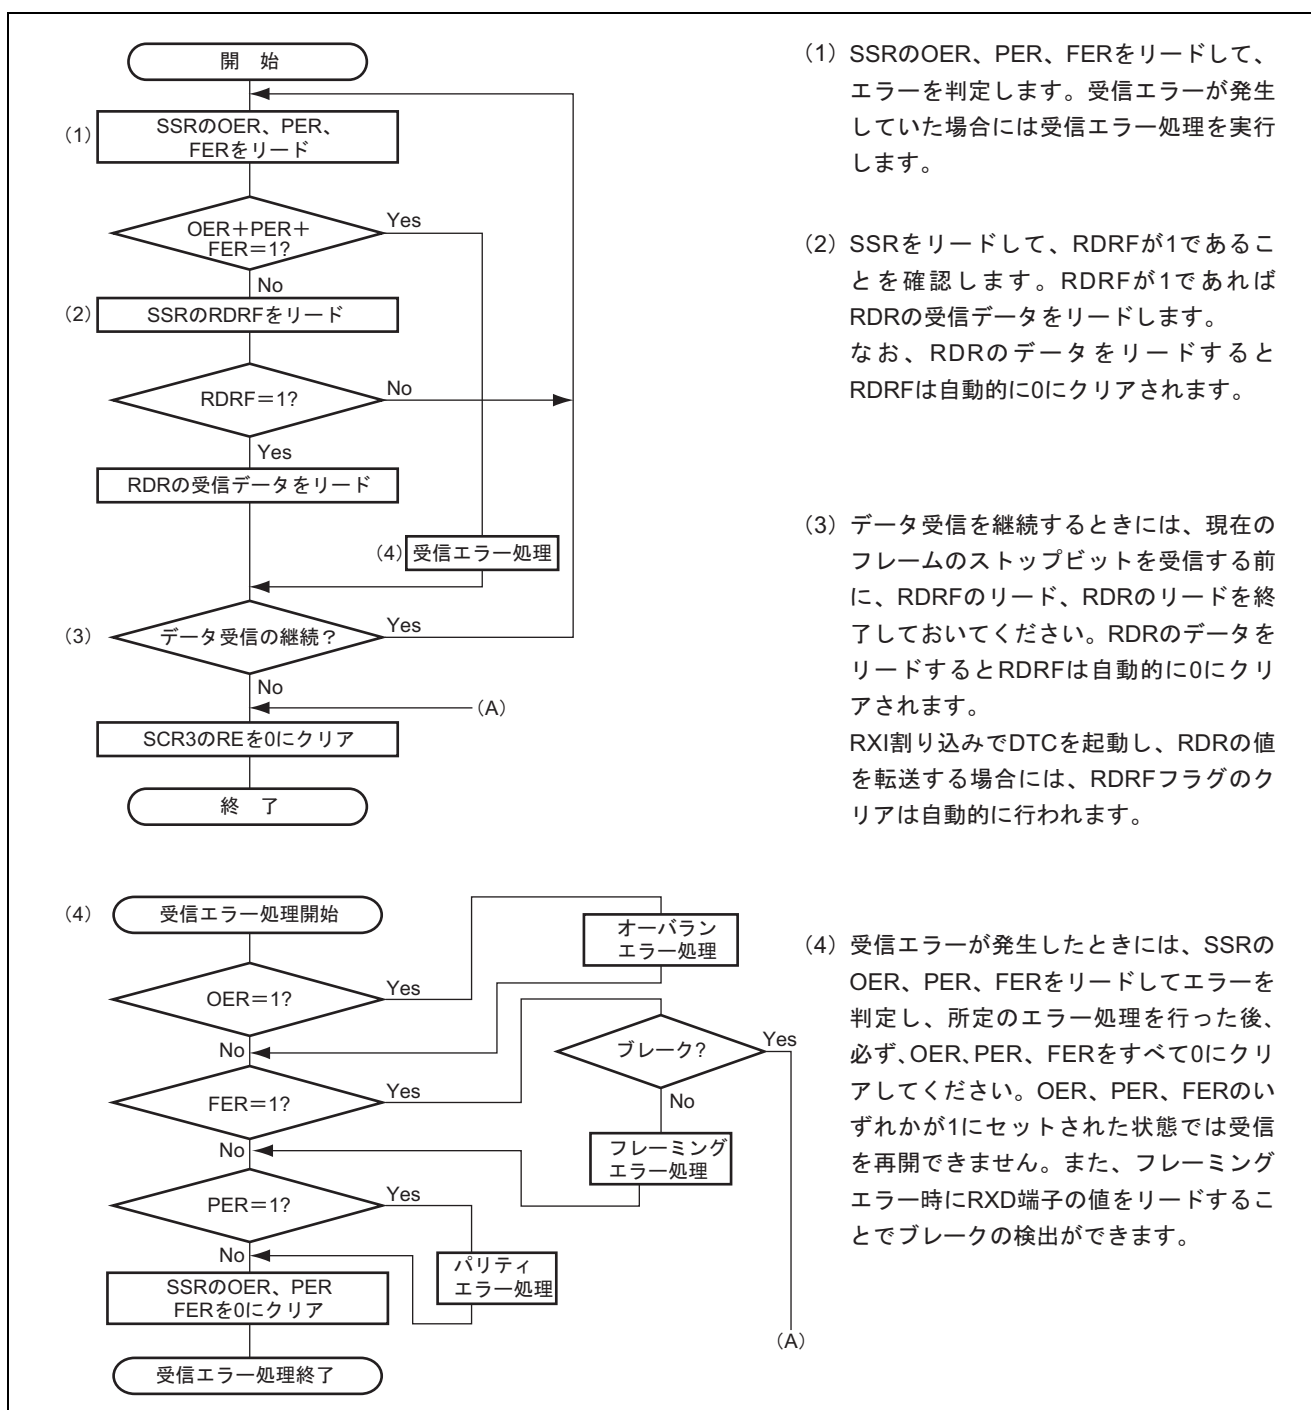 開　始
(1)
SSRのOER、PER、
FERをリード
OER＋PER＋
FER＝1?
Yes
No
(2)
SSRのRDRFをリード
RDRF＝1?
No
Yes
RDRの受信データをリード
(4)
受信エラー処理
(3)
データ受信の継続？
Yes
No
(A)
SCR3のREを0にクリア
終　了
(1) SSRのOER、PER、FERをリードして、
エラーを判定します。受信エラーが発生
していた場合には受信エラー処理を実行
します。
(2) SSRをリードして、RDRFが1であるこ
とを確認します。RDRFが1であれば
RDRの受信データをリードします。
なお、RDRのデータをリードすると
RDRFは自動的に0にクリアされます。
(3) データ受信を継続するときには、現在の
フレームのストップビットを受信する前
に、RDRFのリード、RDRのリードを終
了しておいてください。RDRのデータを
リードするとRDRFは自動的に0にクリ
アされます。
RXI割り込みでDTCを起動し、RDRの値
を転送する場合には、RDRFフラグのク
リアは自動的に行われます。
(4)
受信エラー処理開始
OER＝1?
Yes
No
オーバラン
エラー処理
FER＝1?
Yes
No
ブレーク?
Yes
No
フレーミング
エラー処理
PER＝1?
Yes
No
パリティ
エラー処理
SSRのOER、PER
FERを0にクリア
受信エラー処理終了
(A)
(4) 受信エラーが発生したときには、SSRの
OER、PER、FERをリードしてエラーを
判定し、所定のエラー処理を行った後、
必ず、OER、PER、FERをすべて0にクリ
アしてください。OER、PER、FERのい
ずれかが1にセットされた状態では受信
を再開できません。また、フレーミング
エラー時にRXD端子の値をリードするこ
とでブレークの検出ができます。